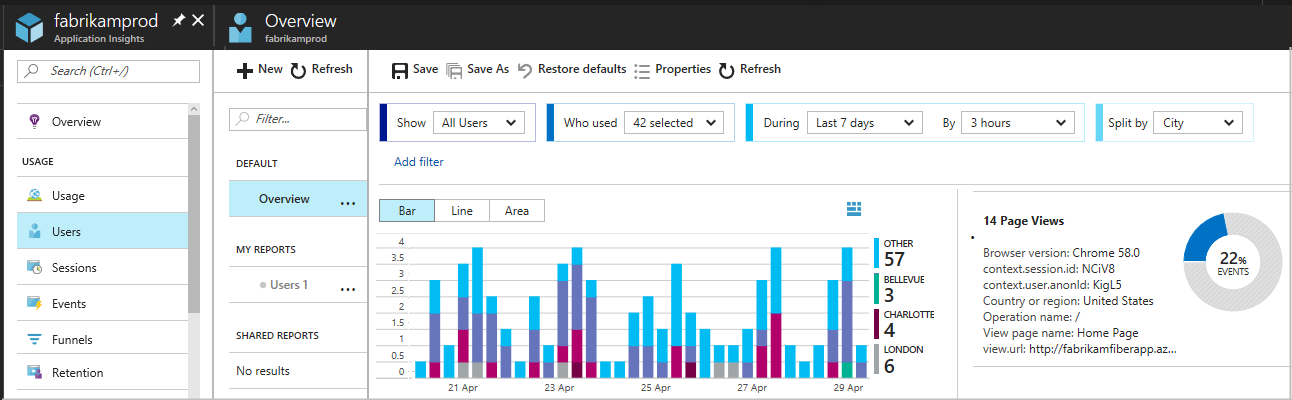 fabrikamprod
Application Insights
Overview
fabrikamprod
Search (Ctrl+/)
Overview
USAGE
Usage
Users
Sessions
Events
Funnels
Retention
New
Refresh
Filter...
DEFAULT
Overview ...
MY REPORTS
Users 1 ...
SHARED REPORTS
No results
Save
Save As
Restore defaults
Properties
Refresh
Show All Users
Who used 42 selected
During Last 7 days
By 3 hours
Split by City
Add filter
Bar
Line
Area
4
3.5
3
2.5
2
1.5
1
0.5
0
21 Apr
23 Apr
25 Apr
27 Apr
29 Apr
OTHER
57
BELLEVUE
3
CHARLOTTE
4
LONDON
6
14 Page Views
Browser version: Chrome 58.0
context.session.id: NCiV8
context.user.anonId: KigL5
Country or region: United States
Operation name: /
View page name: Home Page
view.url: http://fabrikamfiberapp.az...
22%
EVENTS